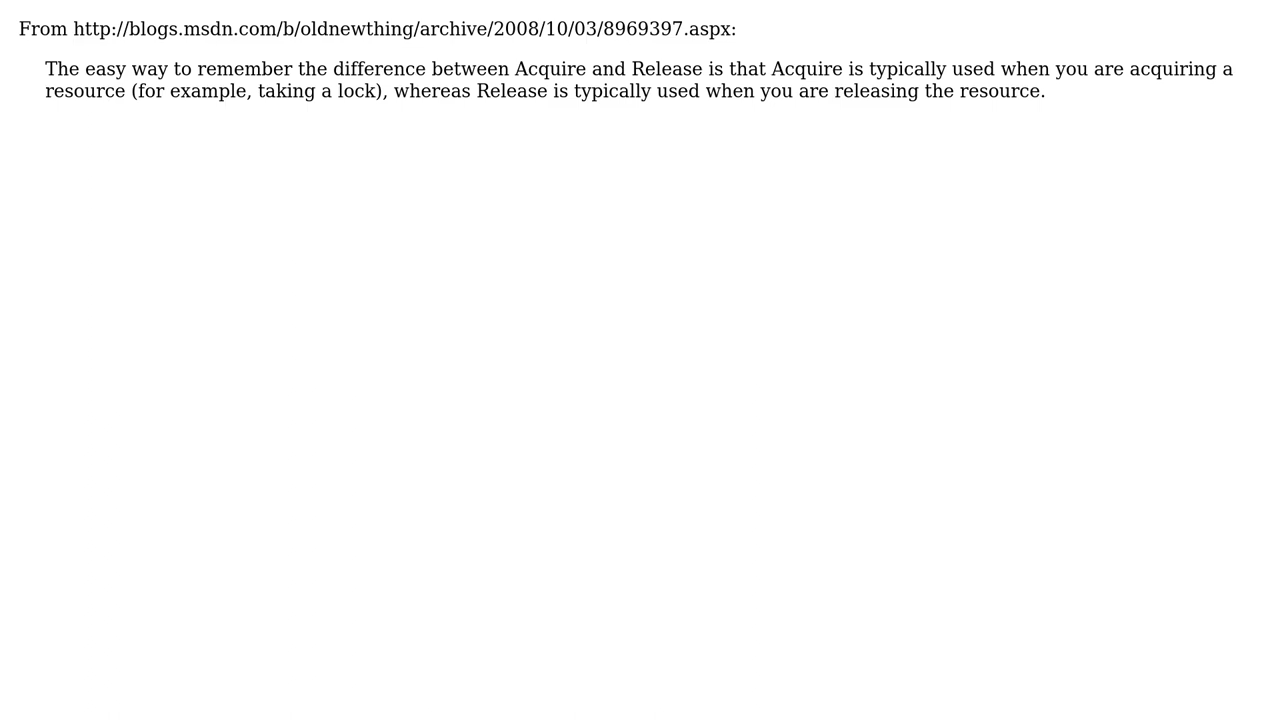 From http://blogs.msdn.com/b/oldnewthing/archive/2008/10/03/8969397.aspx:
The easy way to remember the difference between Acquire and Release is that Acquire is typically used when you are acquiring a
resource (for example, taking a lock), whereas Release is typically used when you are releasing the resource.